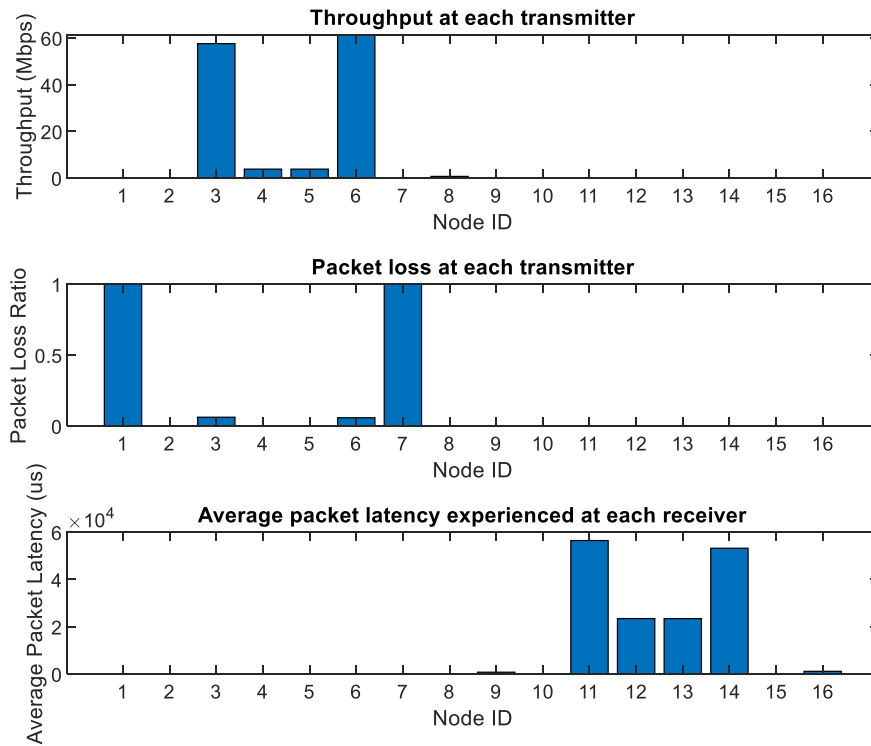 Throughput at each transmitter
Throughput (Mbps)
60
40
20
0
1 2 3 4 5 6 7 8 9 10 11 12 13 14 15 16
Node ID
Packet loss at each transmitter
Packet Loss Ratio
1
0.5
0
1 2 3 4 5 6 7 8 9 10 11 12 13 14 15 16
Node ID
Average packet latency experienced at each receiver
Average Packet Latency (us)
×10⁴
6
4
2
0
1 2 3 4 5 6 7 8 9 10 11 12 13 14 15 16
Node ID